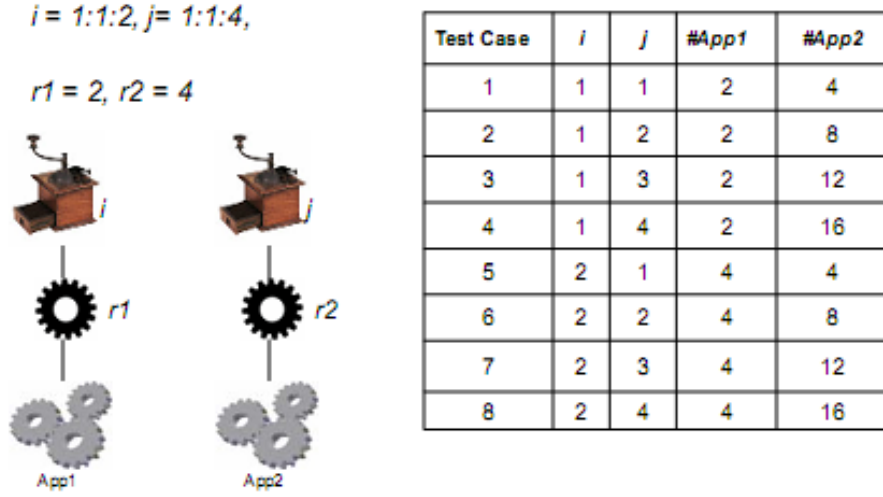 i = 1:1:2, j= 1:1:4,
r1 = 2, r2 = 4
i
j
r1
r2
App1
App2
Test Case i j #App1 #App2
1 1 1 2 4
2 1 2 2 8
3 1 3 2 12
4 1 4 2 16
5 2 1 4 4
6 2 2 4 8
7 2 3 4 12
8 2 4 4 16